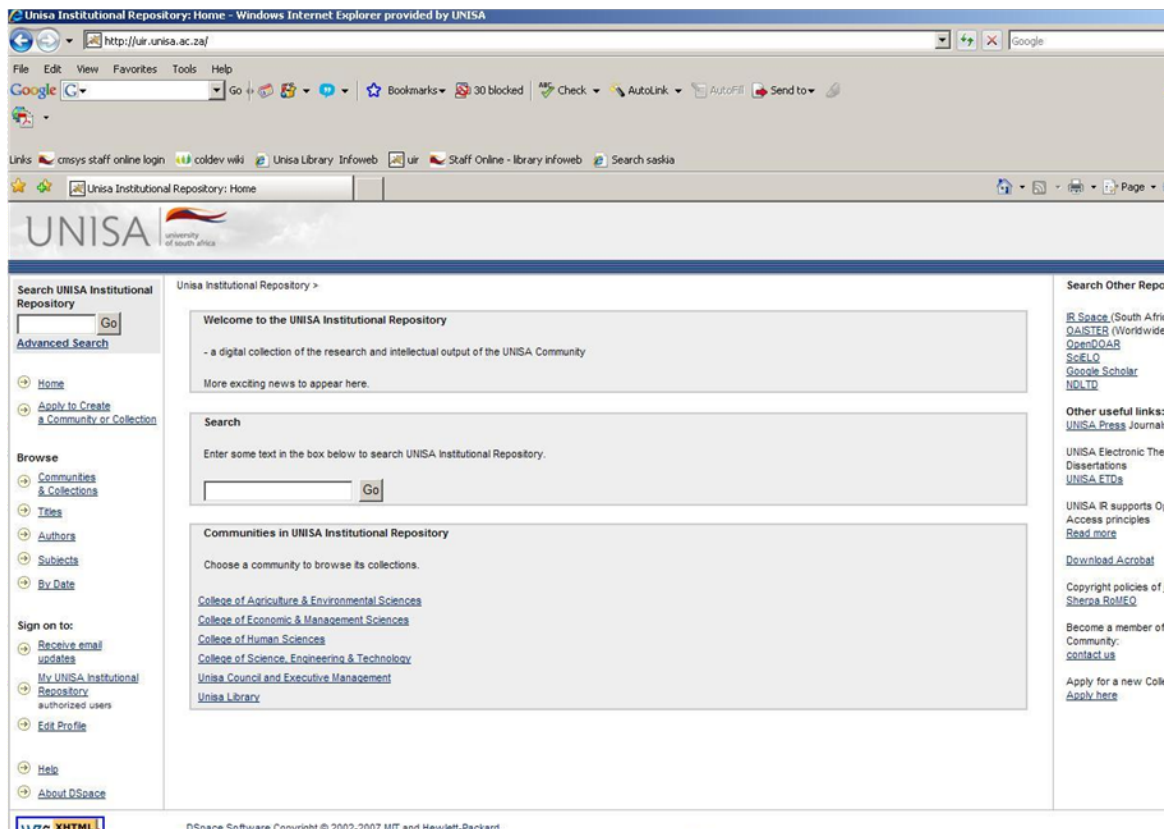 Unisa Institutional Repository: Home - Windows Internet Explorer provided by UNISA
http://uir.unisa.ac.za/
Google
File Edit View Favorites Tools Help
Google G Go Bookmarks 30 blocked Check AutoLink AutoFill Send to
Links cmsys staff online login coldev wiki Unisa Library Infoweb uir Staff Online - library infoweb Search saskia
Unisa Institutional Repository: Home
Page
UNISA university
of south africa
Search UNISA Institutional
Repository
Go
Advanced Search
Home
Apply to Create
a Community or Collection
Browse
Communities
& Collections
Titles
Authors
Subjects
By Date
Sign on to:
Receive email
updates
My UNISA Institutional
Repository
authorized users
Edit Profile
Help
About DSpace
W3C XHTML
Unisa Institutional Repository >
Welcome to the UNISA Institutional Repository
- a digital collection of the research and intellectual output of the UNISA Community
More exciting news to appear here.
Search
Enter some text in the box below to search UNISA Institutional Repository.
Go
Communities in UNISA Institutional Repository
Choose a community to browse its collections.
College of Agriculture & Environmental Sciences
College of Economic & Management Sciences
College of Human Sciences
College of Science, Engineering & Technology
Unisa Council and Executive Management
Unisa Library
DSpace Software Copyright © 2002-2007 MIT and Hewlett-Packard
Search Other Repo
IR Space (South Afri
OAISTER (Worldwide
OpenDOAR
SciELO
Google Scholar
NDLTD
Other useful links:
UNISA Press Journals
UNISA Electronic The
Dissertations
UNISA ETDs
UNISA IR supports Op
Access principles
Read more
Download Acrobat
Copyright policies of
Sherpa RoMEO
Become a member of
Community:
contact us
Apply for a new Colle
Apply here